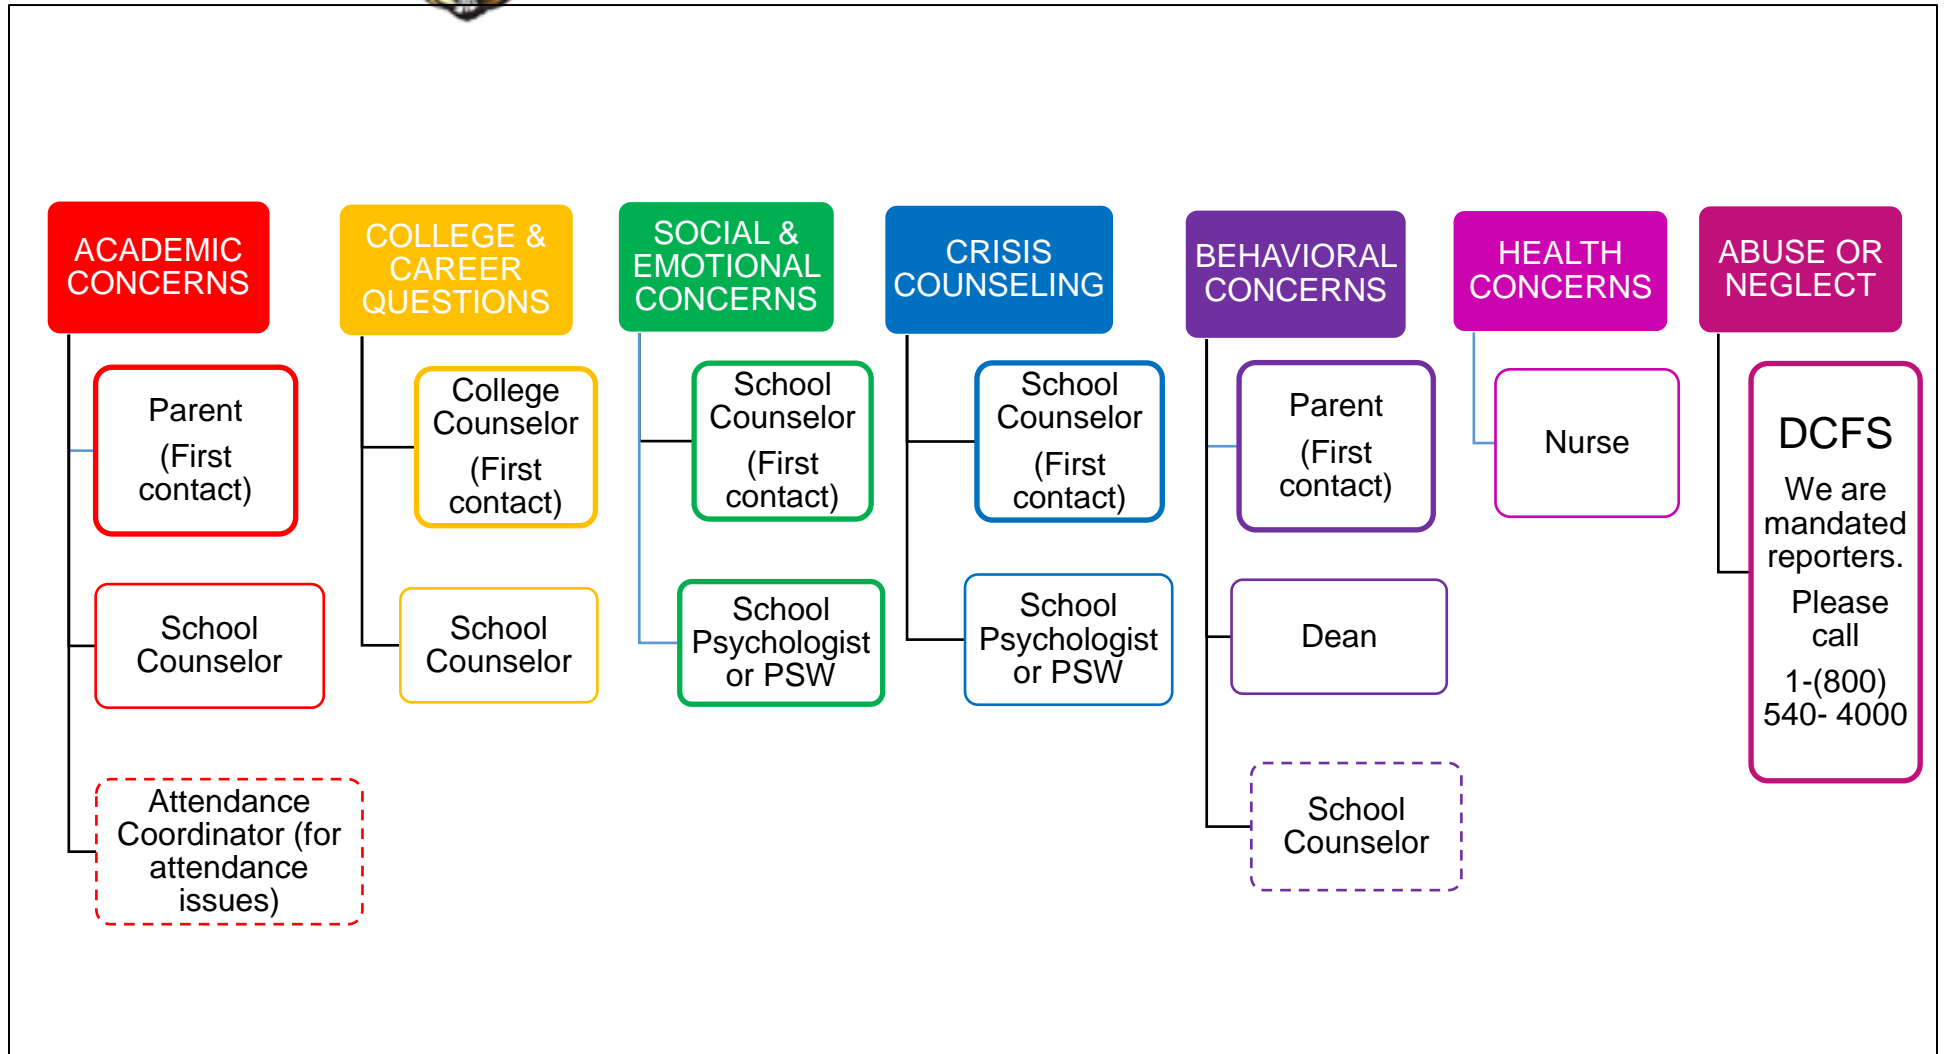 ACADEMIC
CONCERNS
Parent
(First
contact)
School
Counselor
Attendance
Coordinator (for
attendance
issues)
COLLEGE &
CAREER
QUESTIONS
College
Counselor
(First
contact)
School
Counselor
SOCIAL &
EMOTIONAL
CONCERNS
School
Counselor
(First
contact)
School
Psychologist
or PSW
CRISIS
COUNSELING
School
Counselor
(First
contact)
School
Psychologist
or PSW
BEHAVIORAL
CONCERNS
Parent
(First
contact)
Dean
School
Counselor
HEALTH
CONCERNS
Nurse
ABUSE OR
NEGLECT
DCFS
We are
mandated
reporters.
Please
call
1-(800)
540- 4000